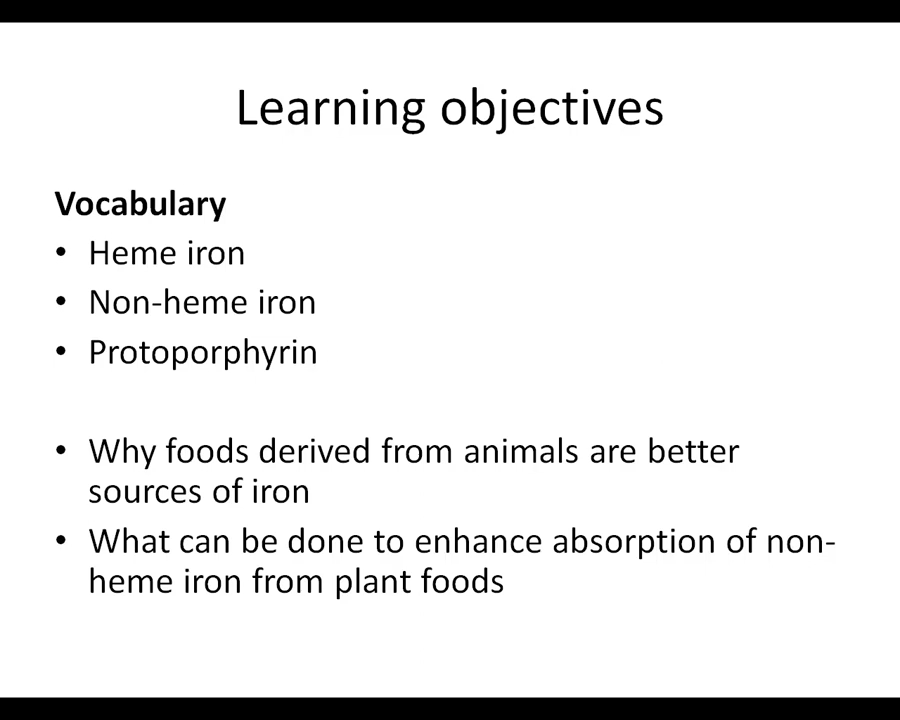 Learning objectives
Vocabulary
• Heme iron
• Non-heme iron
• Protoporphyrin
• Why foods derived from animals are better
sources of iron
• What can be done to enhance absorption of non-
heme iron from plant foods